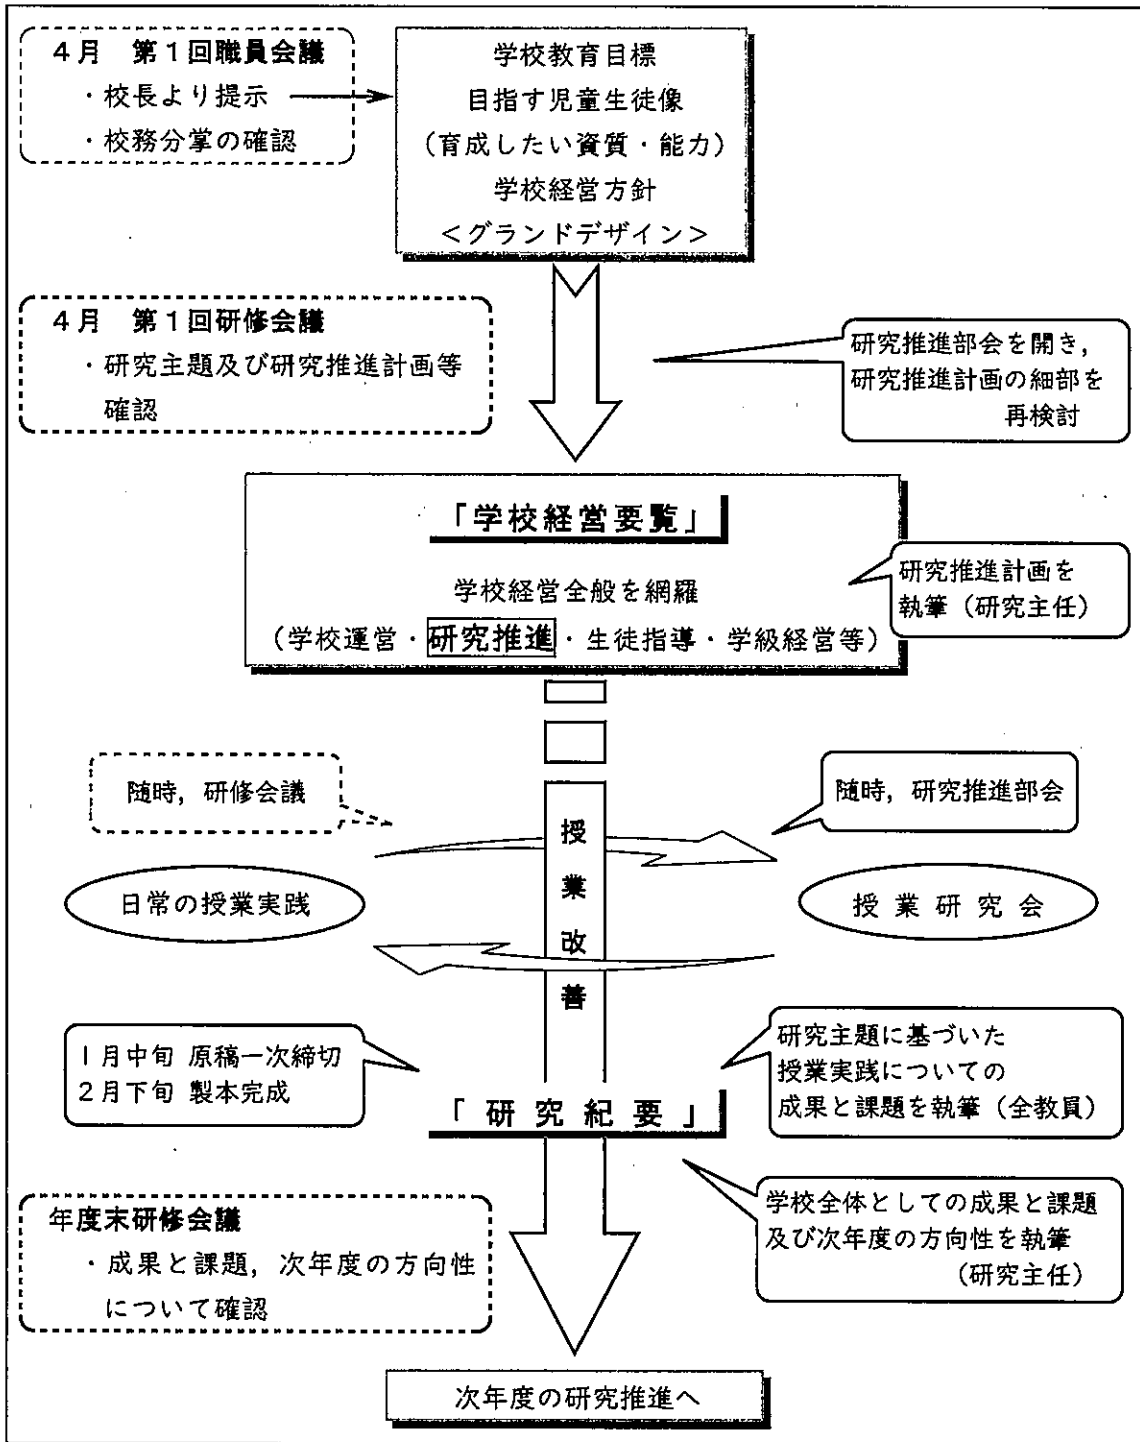 4月　第1回職員会議
・校長より提示
・校務分掌の確認
学校教育目標
目指す児童生徒像
（育成したい資質・能力）
学校経営方針
＜グランドデザイン＞
4月　第1回研修会議
・研究主題及び研究推進計画等
確認
研究推進部会を開き，
研究推進計画の細部を
再検討
「学校経営要覧」
学校経営全般を網羅
（学校運営・研究推進・生徒指導・学級経営等）
研究推進計画を
執筆（研究主任）
随時，研修会議
随時，研究推進部会
授業改善
日常の授業実践
授業研究会
1月中旬 原稿一次締切
2月下旬 製本完成
研究主題に基づいた
授業実践についての
成果と課題を執筆（全教員）
「研究紀要」
学校全体としての成果と課題
及び次年度の方向性を執筆
（研究主任）
年度末研修会議
・成果と課題，次年度の方向性
について確認
次年度の研究推進へ